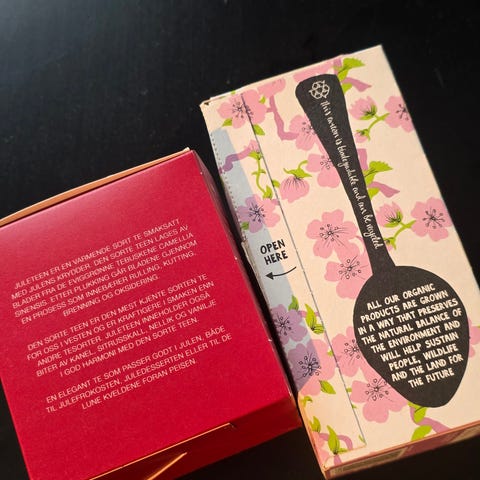 JULETEEN ER EN VARMENDE SORT TE SMAKSATT
MED JULENS KRYDDER. DEN SORTE TEEN LAGES AV
BLADER FRA DE EVIGGRØNNE TEBUSKENE CAMELLIA
SINENSIS. ETTER PLUKKING GÅR BLADENE GJENNOM
EN PROSESS SOM INNEBÆRER RULLING, KUTTING,
BRENNING OG OKSIDERING.
DEN SORTE TEEN ER DEN MEST KJENTE SORTEN TE
FOR OSS I VESTEN OG ER KRAFTIGERE I SMAKEN ENN
ANDRE TESORTER. JULETEEN INNEHOLDER OGSÅ
BITER AV KANEL, SITRUSSKALL, NELLIK OG VANILJE
I GOD HARMONI MED DEN SORTE TEEN.
EN ELEGANT TE SOM PASSER GODT I JULEN, BÅDE
TIL JULEFROKOSTEN, JULEDESSERTEN ELLER TIL DE
LUNE KVELDENE FORAN PEISEN.
OPEN
HERE
This carton is biodegradable and can be recycled
ALL OUR ORGANIC
PRODUCTS ARE GROWN
IN A WAY THAT PRESERVES
THE NATURAL BALANCE OF
THE ENVIRONMENT AND
WILL HELP SUSTAIN
PEOPLE, WILDLIFE
AND THE LAND FOR
THE FUTURE